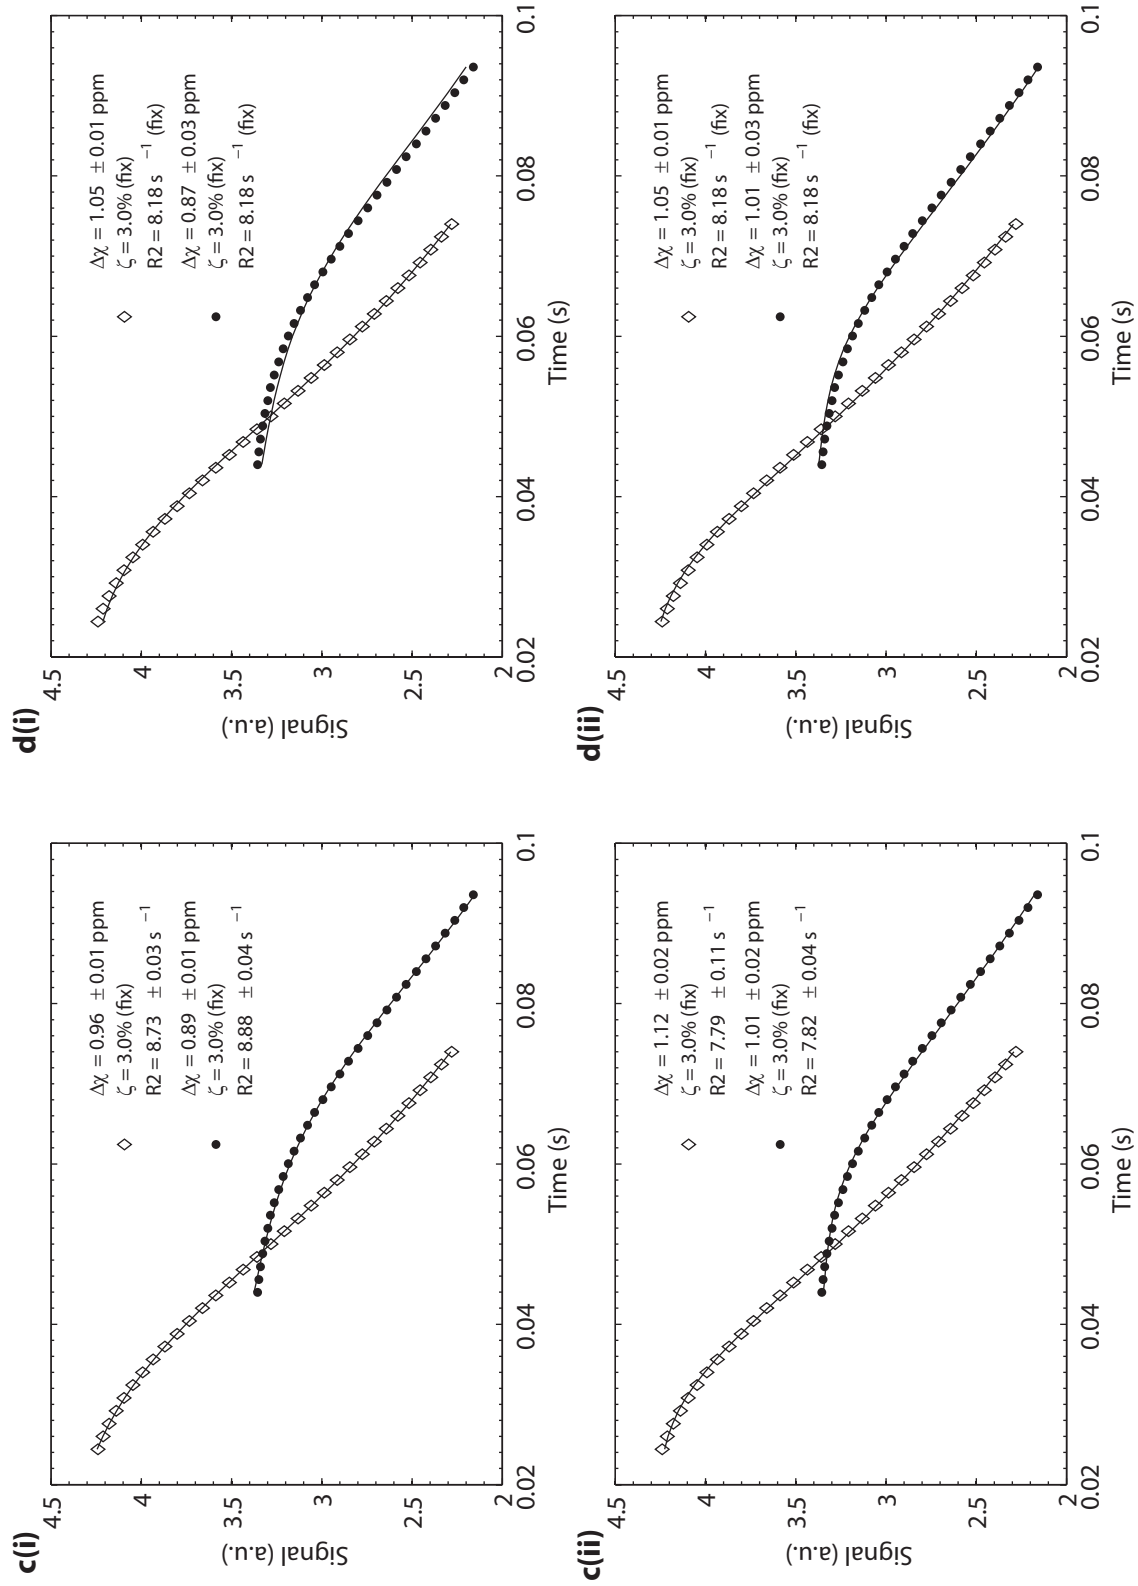 c(i)
4.5
4
3.5
3
2.5
2
Signal (a.u.)
0.02
0.04
0.06
0.08
0.1
Time (s)
Δχ = 0.96 ± 0.01 ppm
ζ = 3.0% (fix)
R2 = 8.73 ± 0.03 s −1
Δχ = 0.89 ± 0.01 ppm
ζ = 3.0% (fix)
R2 = 8.88 ± 0.04 s −1
d(i)
4.5
4
3.5
3
2.5
2
Signal (a.u.)
0.02
0.04
0.06
0.08
0.1
Time (s)
Δχ = 1.05 ± 0.01 ppm
ζ = 3.0% (fix)
R2 = 8.18 s −1 (fix)
Δχ = 0.87 ± 0.03 ppm
ζ = 3.0% (fix)
R2 = 8.18 s −1 (fix)
c(ii)
4.5
4
3.5
3
2.5
2
Signal (a.u.)
0.02
0.04
0.06
0.08
0.1
Time (s)
Δχ = 1.12 ± 0.02 ppm
ζ = 3.0% (fix)
R2 = 7.79 ± 0.11 s −1
Δχ = 1.01 ± 0.02 ppm
ζ = 3.0% (fix)
R2 = 7.82 ± 0.04 s −1
d(ii)
4.5
4
3.5
3
2.5
2
Signal (a.u.)
0.02
0.04
0.06
0.08
0.1
Time (s)
Δχ = 1.05 ± 0.01 ppm
ζ = 3.0% (fix)
R2 = 8.18 s −1 (fix)
Δχ = 1.01 ± 0.03 ppm
ζ = 3.0% (fix)
R2 = 8.18 s −1 (fix)